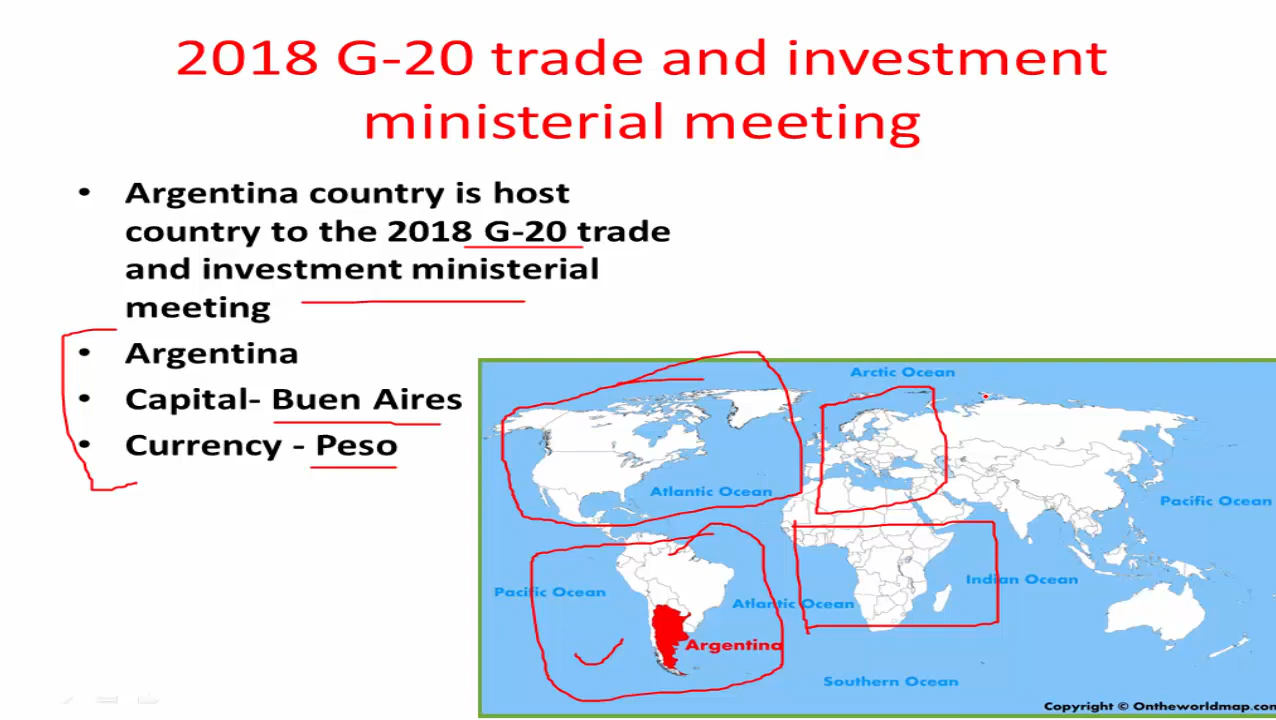 2018 G-20 trade and investment
ministerial meeting
• Argentina country is host
country to the 2018 G-20 trade
and investment ministerial
meeting
• Argentina
• Capital- Buen Aires
• Currency - Peso
Arctic Ocean
Atlantic Ocean
Pacific Ocean
Pacific Ocean
Atlantic Ocean
Indian Ocean
Argentina
Southern Ocean
Copyright © Ontheworldmap.com